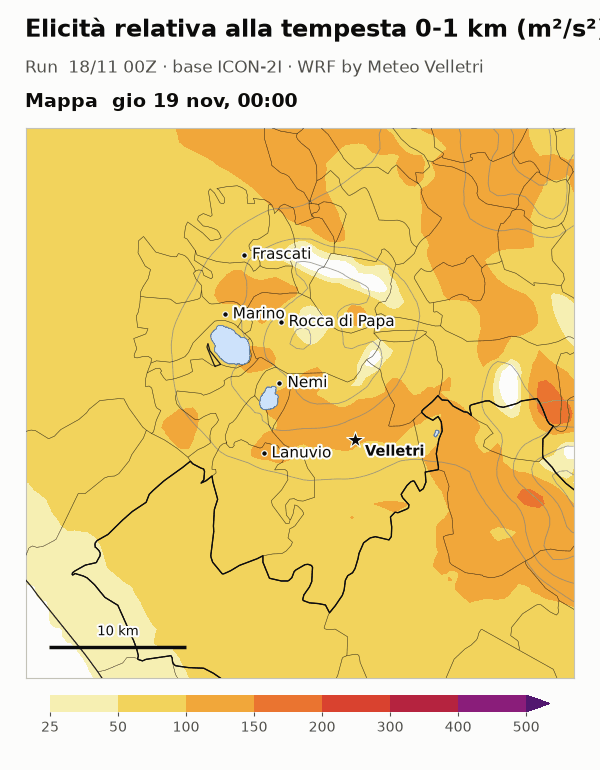 Elicità relativa alla tempesta 0-1 km (m²/s²)
Run 18/11 00Z · base ICON-2I · WRF by Meteo Velletri
Mappa gio 19 nov, 00:00
Frascati
Marino
Rocca di Papa
Nemi
Velletri
Lanuvio
10 km
25 50 100 150 200 300 400 500